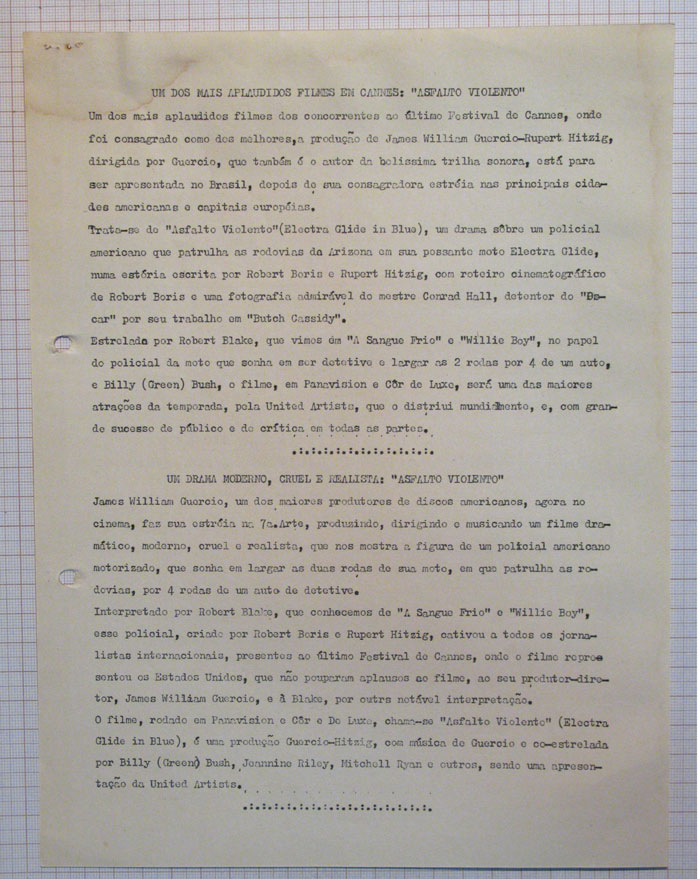 UM DOS MAIS APLAUDIDOS FILMES EM CANNES: "ASFALTO VIOLENTO"
Um dos mais aplaudidos filmes dos concorrentes ao último Festival de Cannes, onde
foi consagrado como dos melhores,a produção de James William Guercio-Rupert Hitzig,
dirigida por Guercio, que também é o autor da belissima trilha sonora, está para
ser apresentada no Brasil, depois de sua consagradora estréia nas principais cida-
des americanas e capitais européias.
Trata-se de "Asfalto Violento"(Electra Glide in Blue), um drama sôbre um policial
americano que patrulha as rodovias da Arizona em sua possante moto Electra Glide,
numa estória escrita por Robert Boris e Rupert Hitzig, com roteiro cinematográfico
de Robert Boris e uma fotografia admirável do mestre Conrad Hall, detentor do "Os-
car" por seu trabalho em "Butch Cassidy".
Estrelado por Robert Blake, que vimos em "A Sangue Frio" e "Willie Boy", no papel
do policial da moto que sonha em ser detetive e largar as 2 rodas por 4 de um auto,
e Billy (Green) Bush, o filme, em Panavision e Côr de Luxe, será uma das maiores
atrações da temporada, pela United Artists, que o distriui mundialmente, e, com gran-
de sucesso de público e de crítica em todas as partes.
.:.:.:.:.:.:.:.:.:.:.:.:.:.
UM DRAMA MODERNO, CRUEL E REALISTA: "ASFALTO VIOLENTO"
James William Guercio, um dos maiores produtores de discos americanos, agora no
cinema, faz sua estréia na 7a.Arte, produzindo, dirigindo e musicando um filme dra-
mático, moderno, cruel e realista, que nos mostra a figura de um policial americano
motorizado, que sonha em largar as duas rodas de sua moto, em que patrulha as ro-
dovias, por 4 rodas de um auto de detetive.
Interpretado por Robert Blake, que conhecemos de "A Sangue Frio" e "Willie Boy",
esse policial, criado por Robert Boris e Rupert Hitzig, cativou a todos os jorna-
listas internacionais, presentes ao último Festival de Cannes, onde o filme repre
sentou os Estados Unidos, que não pouparam aplausos ao filme, ao seu produtor-dire-
tor, James William Guercio, e à Blake, por outrs notável interpretação.
O filme, rodado em Panavision e Côr e De Luxe, chama-se "Asfalto Violento" (Electra
Glide in Blue), é uma produção Guercio-Hitzig, com música de Guercio e co-estrelada
por Billy (Green) Bush, Jeannine Riley, Mitchell Ryan e outros, sendo uma apresen-
tação da United Artists.
.:.:.:.:.:.:.:.:.:.:.:.:.:.:.